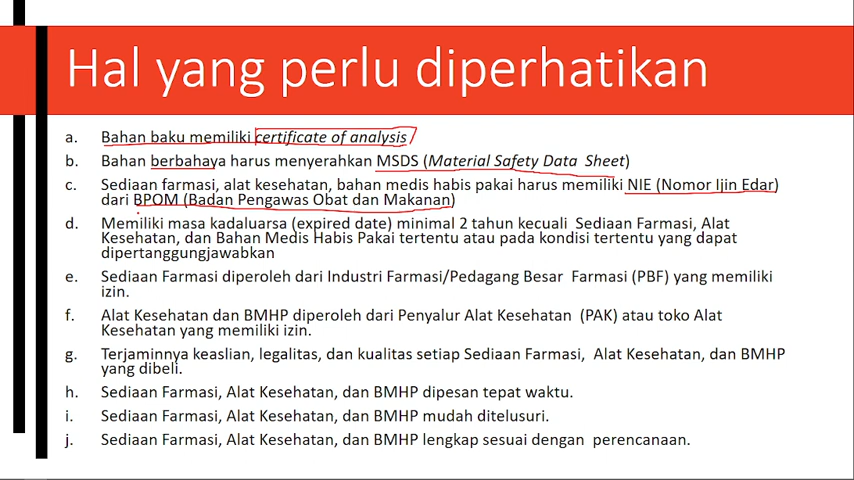 Hal yang perlu diperhatikan
a. Bahan baku memiliki certificate of analysis
b. Bahan berbahaya harus menyerahkan MSDS (Material Safety Data Sheet)
c. Sediaan farmasi, alat kesehatan, bahan medis habis pakai harus memiliki NIE (Nomor Ijin Edar)
dari BPOM (Badan Pengawas Obat dan Makanan)
d. Memiliki masa kadaluarsa (expired date) minimal 2 tahun kecuali Sediaan Farmasi, Alat
Kesehatan, dan Bahan Medis Habis Pakai tertentu atau pada kondisi tertentu yang dapat
dipertanggungjawabkan
e. Sediaan Farmasi diperoleh dari Industri Farmasi/Pedagang Besar Farmasi (PBF) yang memiliki
izin.
f. Alat Kesehatan dan BMHP diperoleh dari Penyalur Alat Kesehatan (PAK) atau toko Alat
Kesehatan yang memiliki izin.
g. Terjaminnya keaslian, legalitas, dan kualitas setiap Sediaan Farmasi, Alat Kesehatan, dan BMHP
yang dibeli.
h. Sediaan Farmasi, Alat Kesehatan, dan BMHP dipesan tepat waktu.
i. Sediaan Farmasi, Alat Kesehatan, dan BMHP mudah ditelusuri.
j. Sediaan Farmasi, Alat Kesehatan, dan BMHP lengkap sesuai dengan perencanaan.